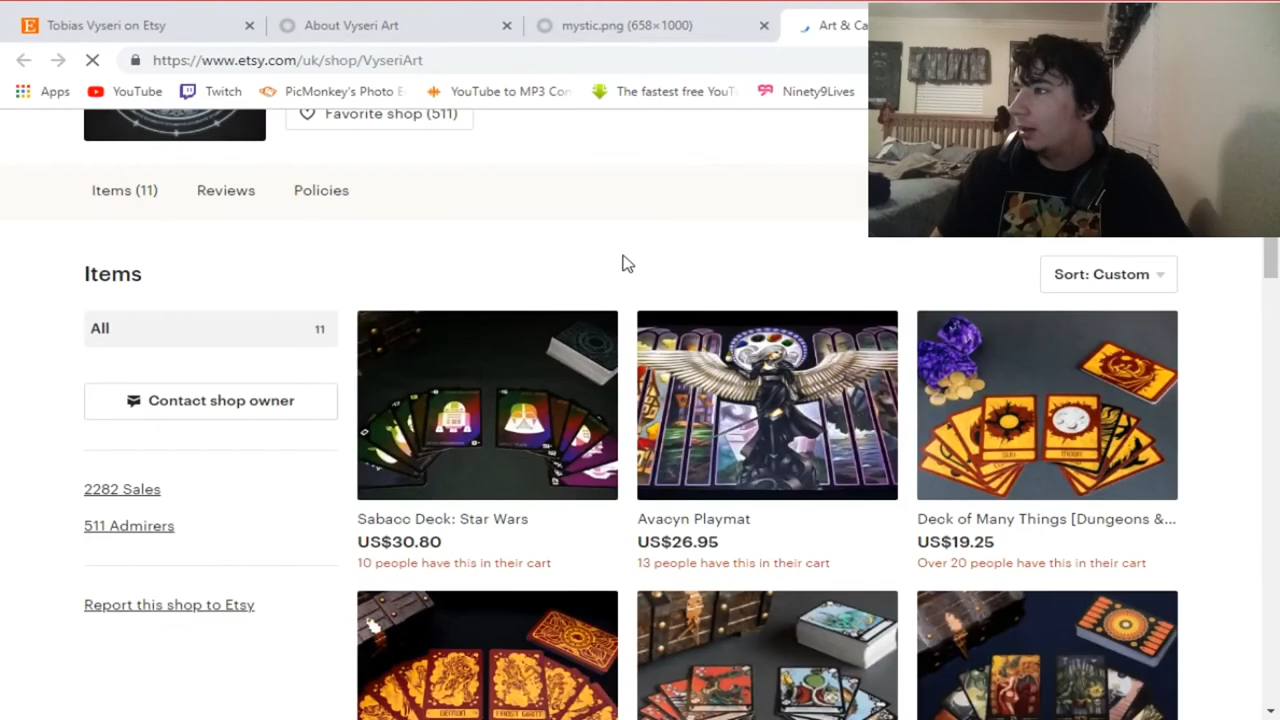 Tobias Vyseri on Etsy
About Vyseri Art
mystic.png (658×1000)
Art & Ca
https://www.etsy.com/uk/shop/VyseriArt
Apps
YouTube
Twitch
PicMonkey's Photo E
YouTube to MP3 Con
The fastest free YouT
Ninety9Lives
Favorite shop (511)
Items (11)
Reviews
Policies
Items
Sort: Custom
All
11
Contact shop owner
2282 Sales
511 Admirers
Report this shop to Etsy
Sabacc Deck: Star Wars
US$30.80
10 people have this in their cart
Avacyn Playmat
US$26.95
13 people have this in their cart
Deck of Many Things [Dungeons &...
US$19.25
Over 20 people have this in their cart
SUN
MOON
DEMON
FROST GIANT